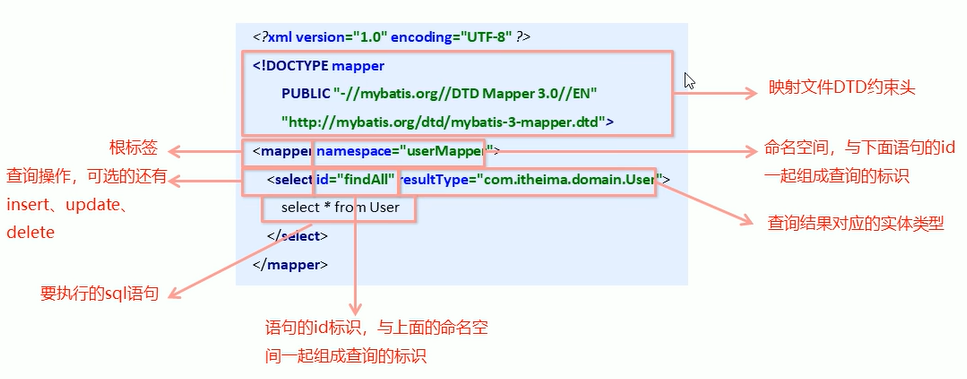 <?xml version="1.0" encoding="UTF-8" ?>
<!DOCTYPE mapper
PUBLIC "-//mybatis.org//DTD Mapper 3.0//EN"
"http://mybatis.org/dtd/mybatis-3-mapper.dtd">
映射文件DTD约束头
根标签
<mapper namespace="userMapper">
命名空间，与下面语句的id
一起组成查询的标识
查询操作，可选的还有
insert、update、
delete
<select id="findAll" resultType="com.itheima.domain.User">
查询结果对应的实体类型
select * from User
</select>
</mapper>
要执行的sql语句
语句的id标识，与上面的命名空
间一起组成查询的标识